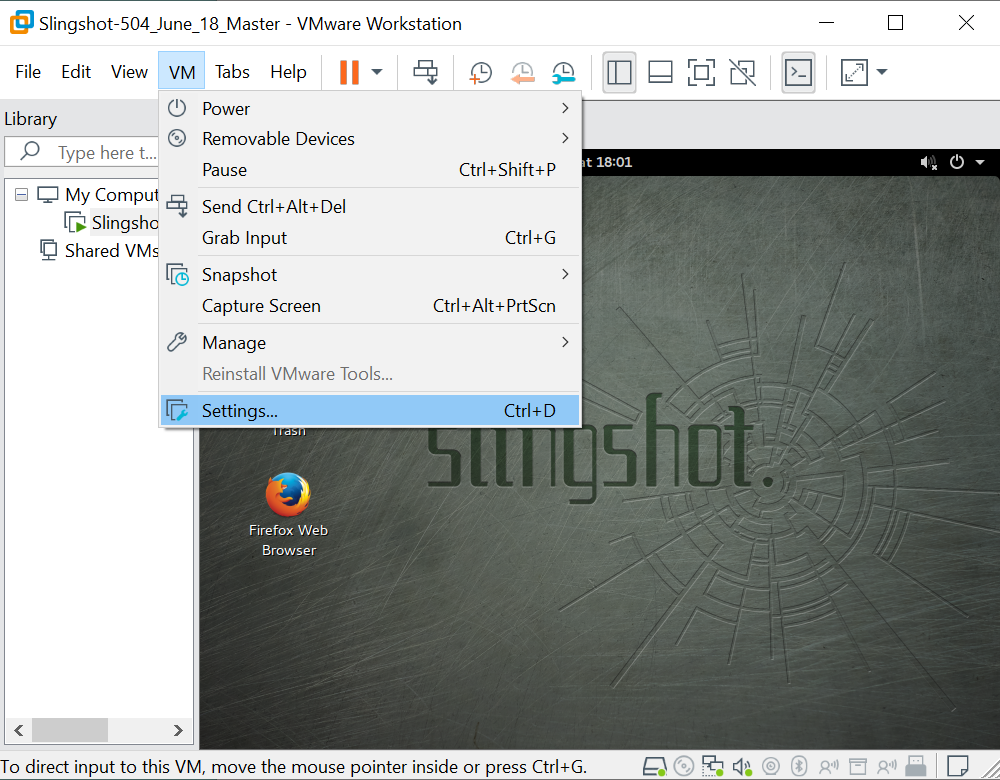 Slingshot-504_June_18_Master - VMware Workstation
File Edit View VM Tabs Help
Library
Type here t...
My Comput
Slingsho
Shared VMs
Power
Removable Devices
Pause Ctrl+Shift+P
Send Ctrl+Alt+Del
Grab Input Ctrl+G
Snapshot
Capture Screen Ctrl+Alt+PrtScn
Manage
Reinstall VMware Tools...
Settings... Ctrl+D
at 18:01
Trash
slingshot.
Firefox Web
Browser
To direct input to this VM, move the mouse pointer inside or press Ctrl+G.